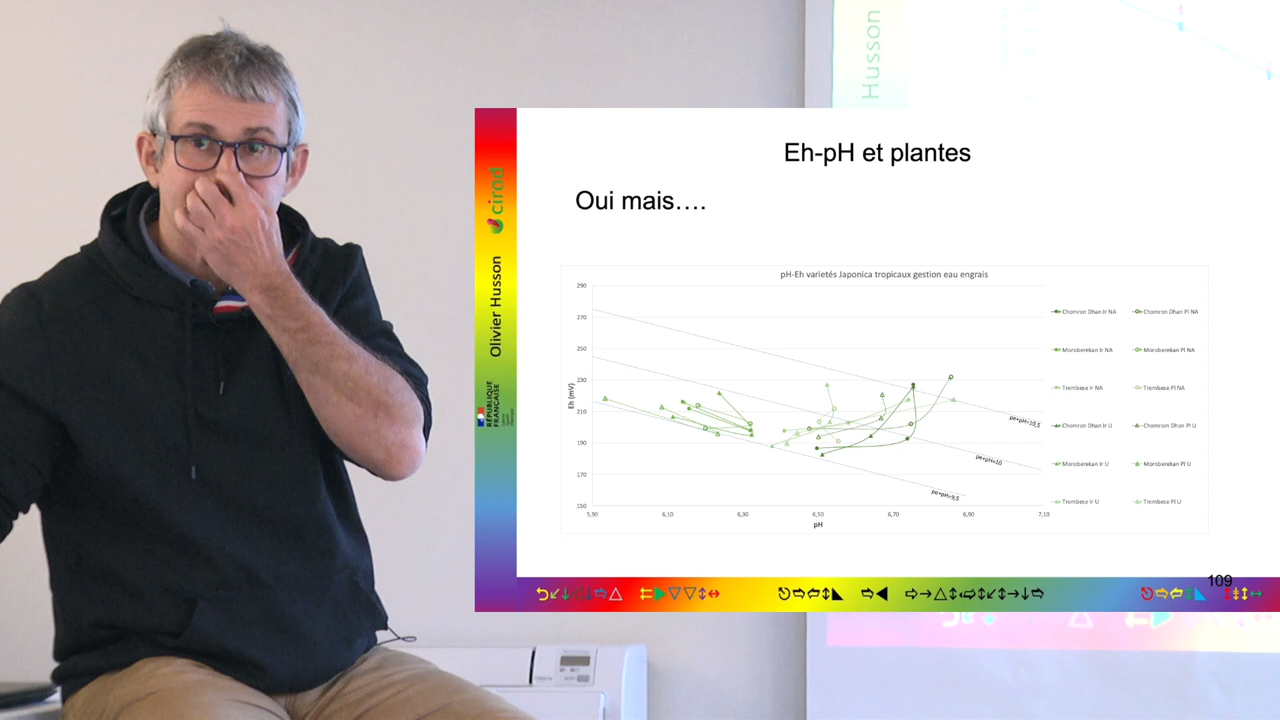 Husson
cirad
Olivier Husson
RÉPUBLIQUE
FRANÇAISE
Eh-pH et plantes
Oui mais….
pH-Eh varietés Japonica tropicaux gestion eau engrais
Eh (mV)
290
270
250
230
210
190
170
150
5,90
6,10
6,30
6,50
6,70
6,90
7,10
pH
pe+pH=10,5
pe+pH=10
pe+pH=9,5
Chomron Dhan Ir NA
Chomron Dhan Pl NA
Moroberekan Ir NA
Moroberekan Pl NA
Trembese Ir NA
Trembese Pl NA
Chomron Dhan Ir U
Chomrom Dhan Pl U
Moroberekan Ir U
Moroberekan Pl U
Trembese Ir U
Trembese Pl U
109